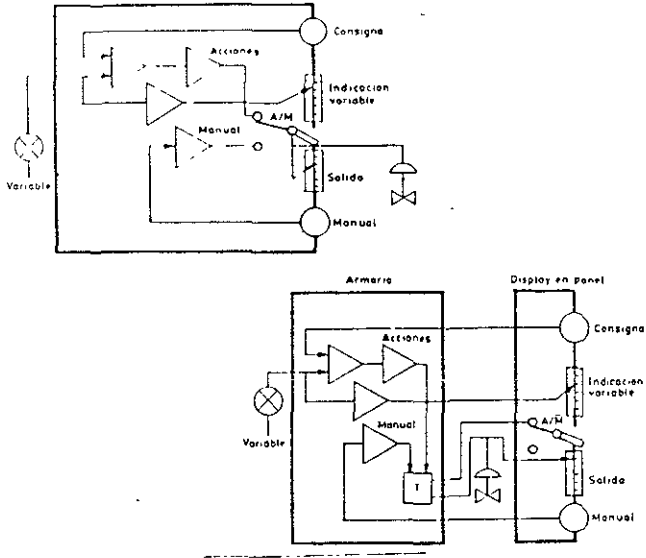 Consigna
Acciones
Indicacion
variable
A/M
Manual
Variable
Salida
Manual
Armario
Display en panel
Consigna
Acciones
Indicacion
variable
Manual
A/M
Variable
T
Salida
Manual